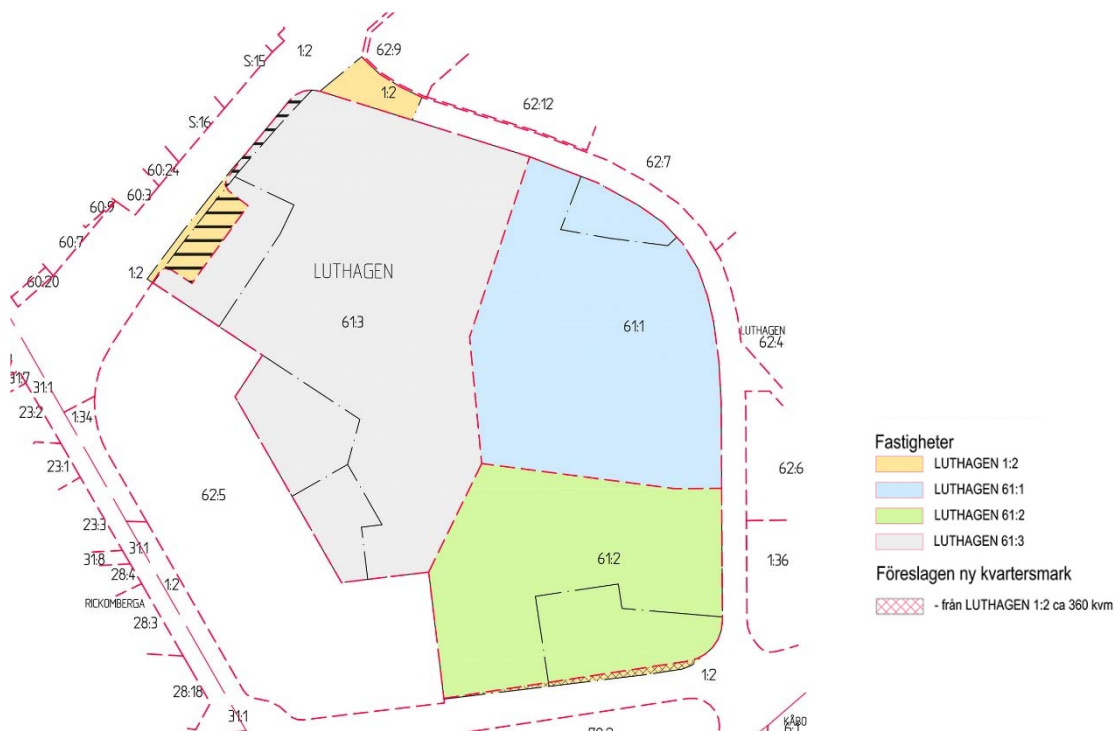 1:2
62:9
S:15
1:2
62:12
S:16
62:7
60:24
60:3
60:9
60:7
1:2
60:20
LUTHAGEN
61:3
61:1
LUTHAGEN
62:4
31:7
31:1
23:2
1:34
23:1
62:5
62:6
23:3
31:1
31:8
28:4
1:2
61:2
1:36
RICKOMBERGA
28:3
28:18
31:1
1:2
KÅBO
Fastigheter
LUTHAGEN 1:2
LUTHAGEN 61:1
LUTHAGEN 61:2
LUTHAGEN 61:3
Föreslagen ny kvartersmark
- från LUTHAGEN 1:2 ca 360 kvm